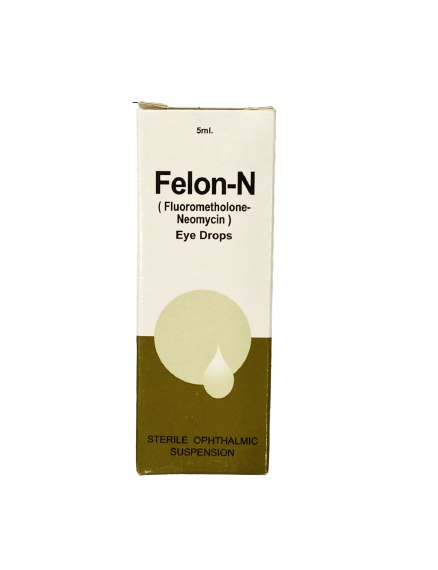 5ml.
Felon-N
( Fluorometholone-
Neomycin )
Eye Drops
STERILE OPHTHALMIC
SUSPENSION